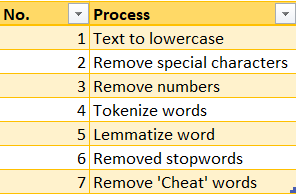 No. Process
1 Text to lowercase
2 Remove special characters
3 Remove numbers
4 Tokenize words
5 Lemmatize word
6 Removed stopwords
7 Remove 'Cheat' words